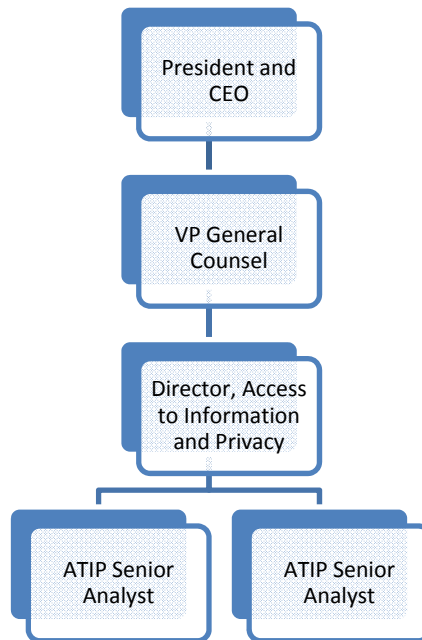 President and
CEO
VP General
Counsel
Director, Access
to Information
and Privacy
ATIP Senior
Analyst
ATIP Senior
Analyst